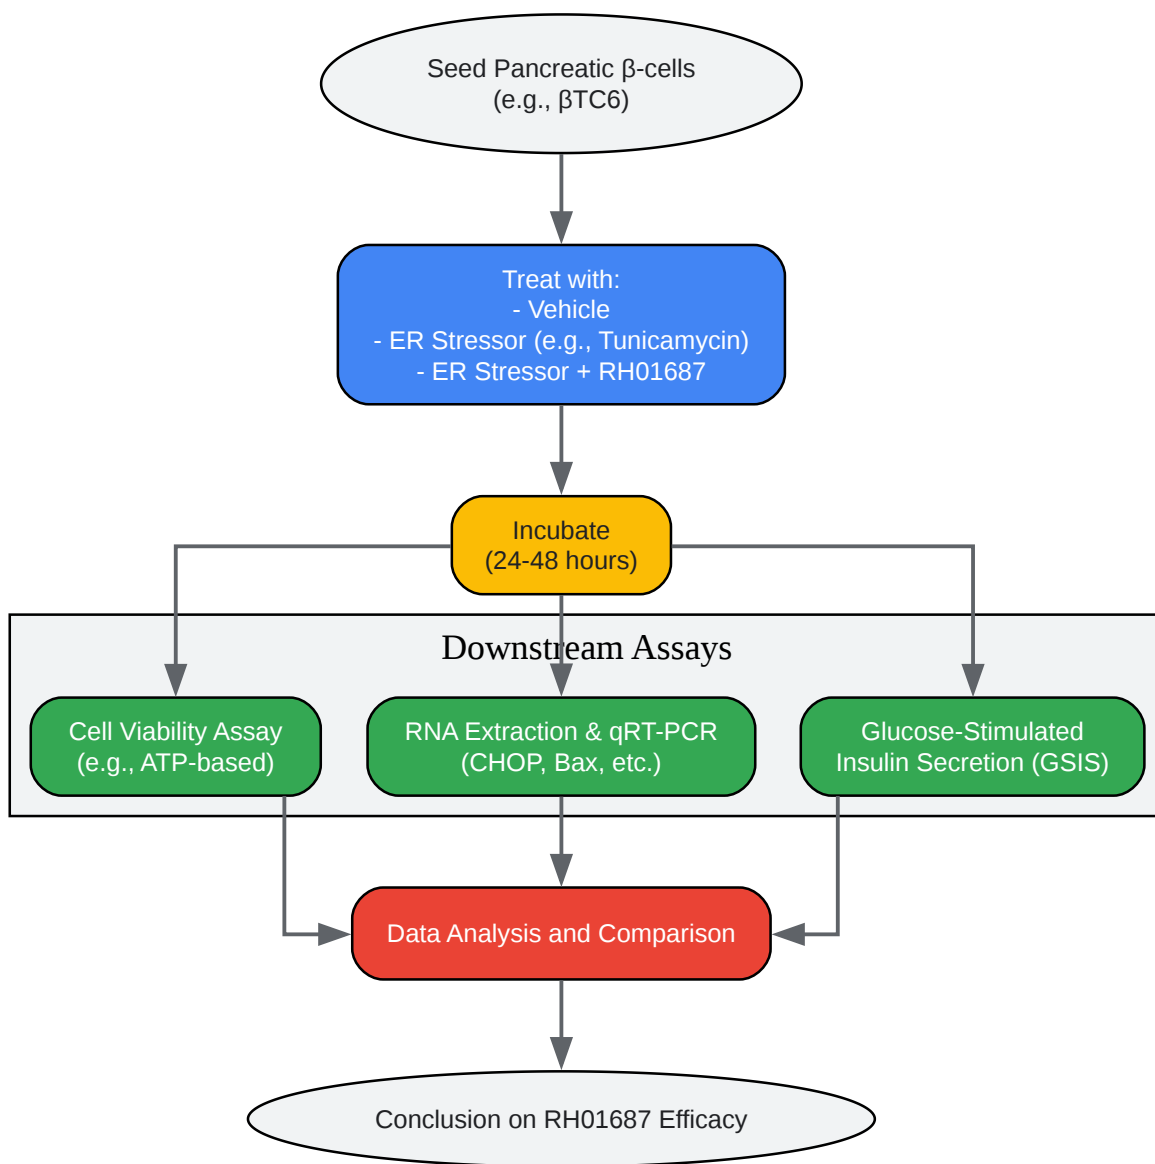 Seed Pancreatic β-cells
(e.g., βTC6)
Treat with:
- Vehicle
- ER Stressor (e.g., Tunicamycin)
- ER Stressor + RH01687
Incubate
(24-48 hours)
Downstream Assays
Cell Viability Assay
(e.g., ATP-based)
RNA Extraction & qRT-PCR
(CHOP, Bax, etc.)
Glucose-Stimulated
Insulin Secretion (GSIS)
Data Analysis and Comparison
Conclusion on RH01687 Efficacy